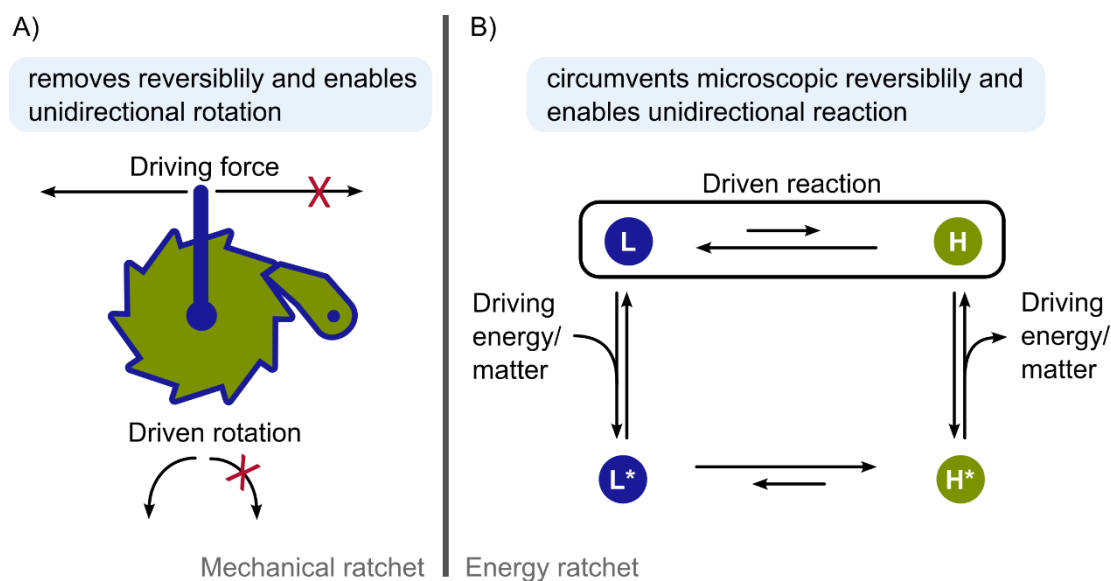 A)
removes reversiblily and enables
unidirectional rotation
Driving force
Driven rotation
Mechanical ratchet
B)
circumvents microscopic reversiblily and
enables unidirectional reaction
Driven reaction
L
H
Driving
energy/
matter
Driving
energy/
matter
L*
H*
Energy ratchet